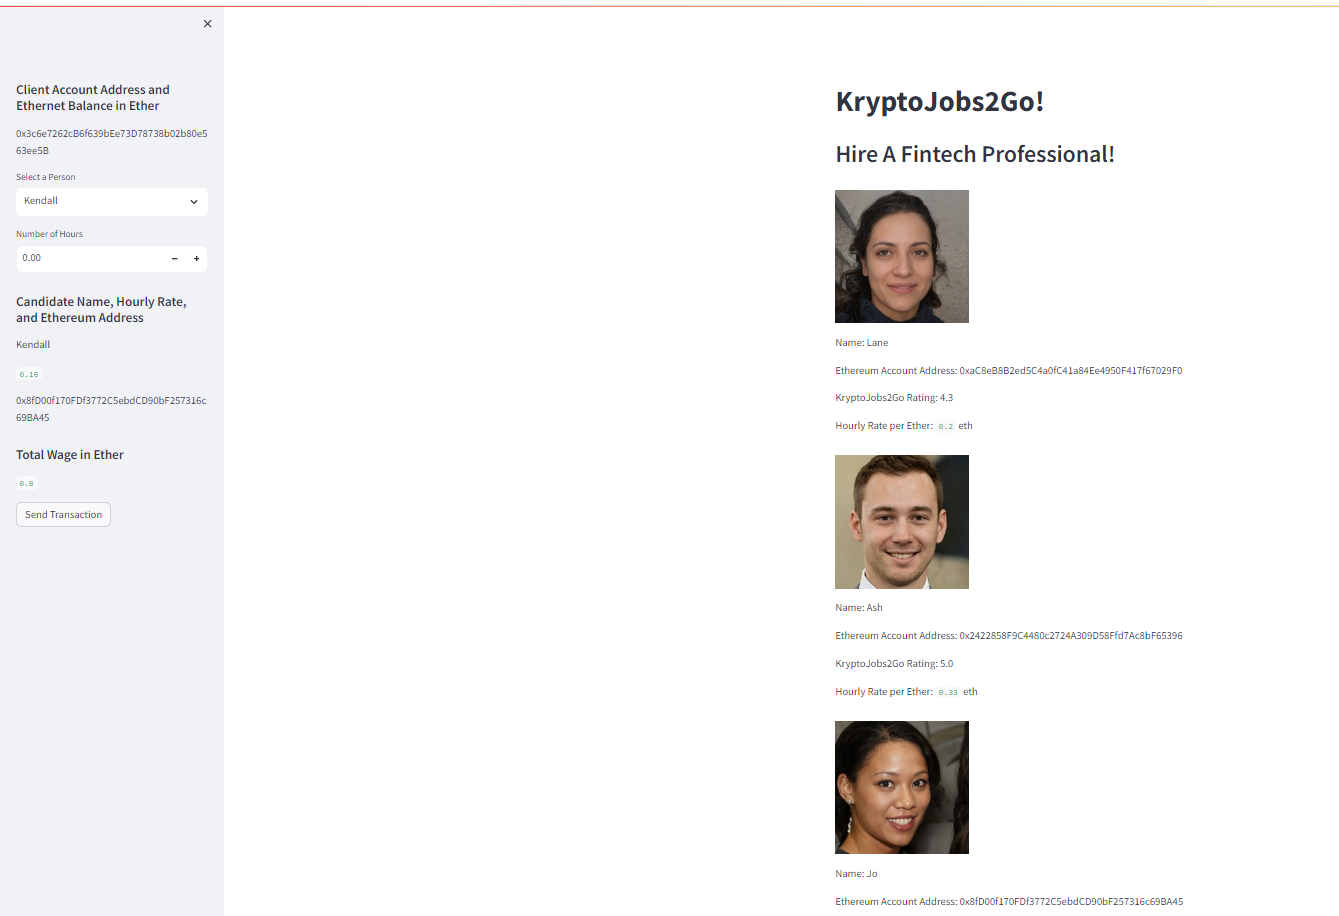 Client Account Address and
Ethernet Balance in Ether
0x3c6e7262cB6f639bEe73D78738b02b80e5
63ee5B
Select a Person
Kendall
Number of Hours
0.00
Candidate Name, Hourly Rate,
and Ethereum Address
Kendall
0.16
0x8fD00f170FDf3772C5ebdCD90bF257316c
69BA45
Total Wage in Ether
0.0
Send Transaction
KryptoJobs2Go!
Hire A Fintech Professional!
Name: Lane
Ethereum Account Address: 0xaC8eB8B2ed5C4a0fC41a84Ee4950F417f67029F0
KryptoJobs2Go Rating: 4.3
Hourly Rate per Ether: 0.2 eth
Name: Ash
Ethereum Account Address: 0x2422858F9C4480c2724A309D58Ffd7Ac8bF65396
KryptoJobs2Go Rating: 5.0
Hourly Rate per Ether: 0.33 eth
Name: Jo
Ethereum Account Address: 0x8fD00f170FDf3772C5ebdCD90bF257316c69BA45